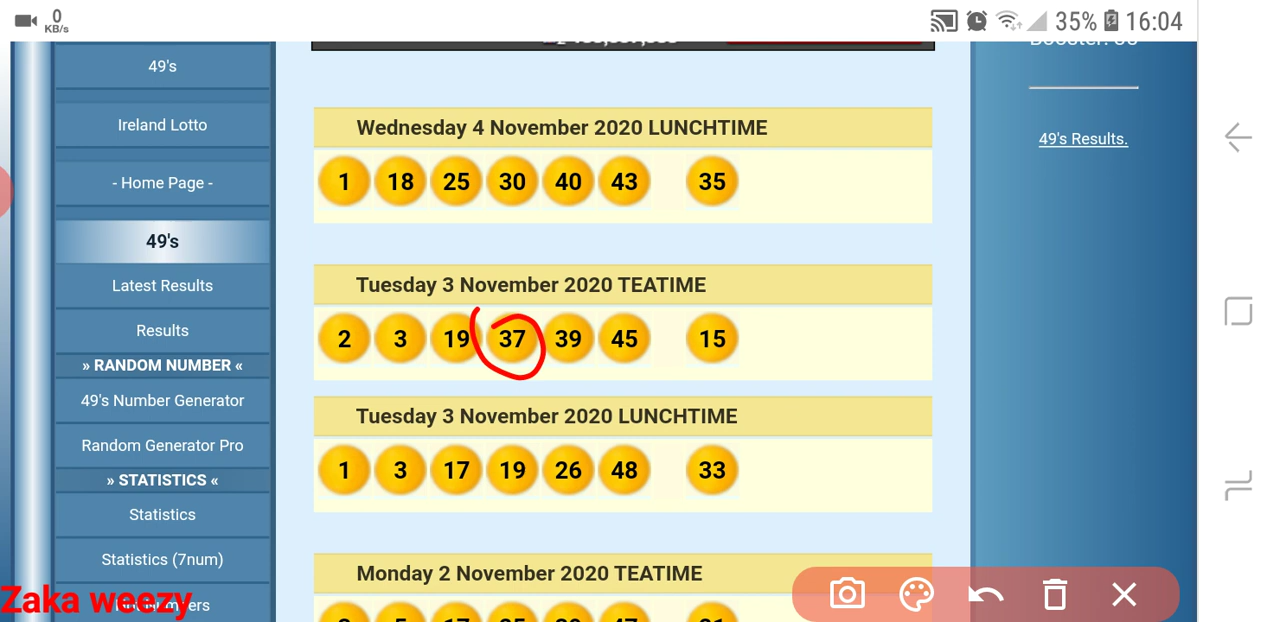 0
KB/s
35%
16:04
49's
Ireland Lotto
- Home Page -
49's
Latest Results
Results
» RANDOM NUMBER «
49's Number Generator
Random Generator Pro
» STATISTICS «
Statistics
Statistics (7num)
Zaka weezy
Wednesday 4 November 2020 LUNCHTIME
1 18 25 30 40 43 35
Tuesday 3 November 2020 TEATIME
2 3 19 37 39 45 15
Tuesday 3 November 2020 LUNCHTIME
1 3 17 19 26 48 33
Monday 2 November 2020 TEATIME
49's Results.